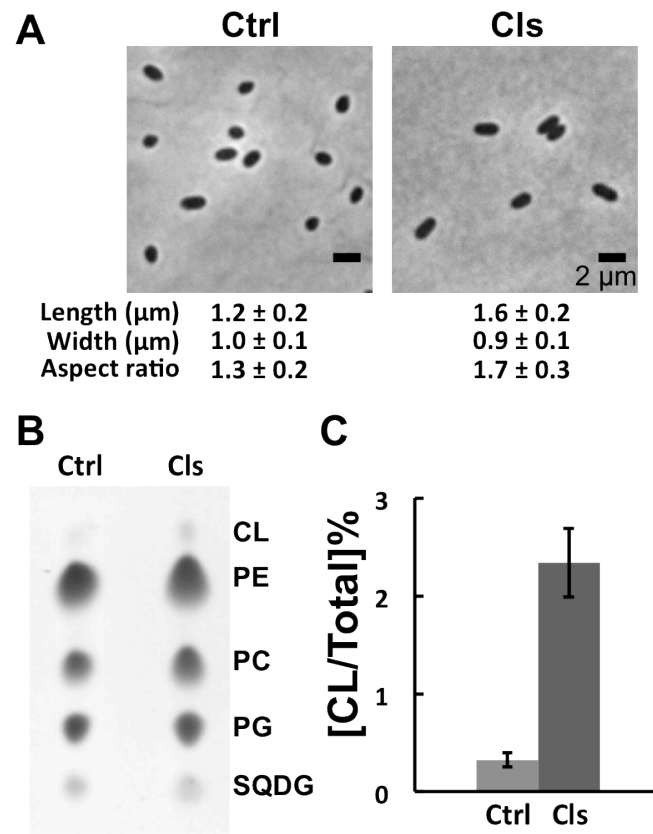 A
Ctrl
Cls
2 µm
Length (µm) 1.2 ± 0.2 1.6 ± 0.2
Width (µm) 1.0 ± 0.1 0.9 ± 0.1
Aspect ratio 1.3 ± 0.2 1.7 ± 0.3
B
Ctrl
Cls
CL
PE
PC
PG
SQDG
C
[CL/Total]%
3
2
1
0
Ctrl
Cls